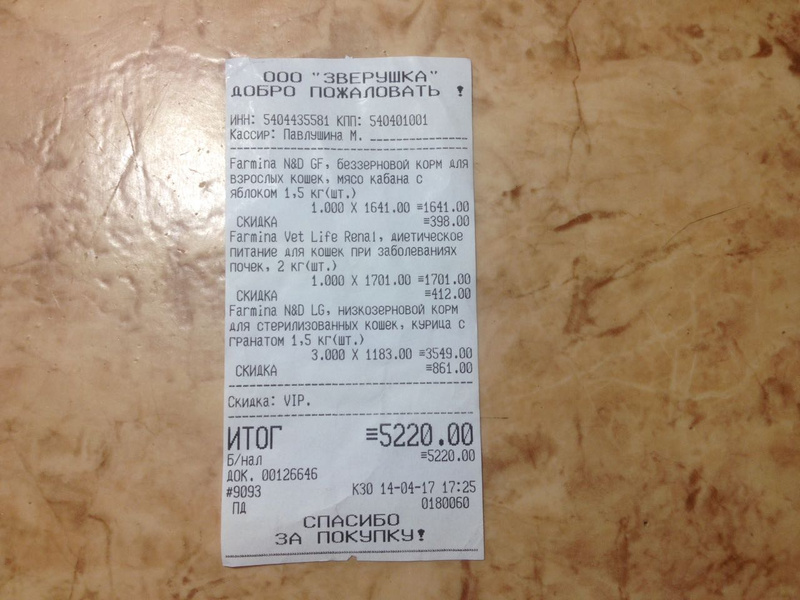 ООО "ЗВЕРУШКА"
ДОБРО ПОЖАЛОВАТЬ !
ИНН: 5404435581 КПП: 540401001
Кассир: Павлушина М. ______________
Farmina N&D GF, беззерновой корм для
взрослых кошек, мясо кабана с
яблоком 1,5 кг(шт.)
1.000 X 1641.00 ≡1641.00
СКИДКА ≡398.00
Farmina Vet Life Renal, диетическое
питание для кошек при заболеваниях
почек, 2 кг(шт.)
1.000 X 1701.00 ≡1701.00
СКИДКА ≡412.00
Farmina N&D LG, низкозерновой корм
для стерилизованных кошек, курица с
гранатом 1,5 кг(шт.)
3.000 X 1183.00 ≡3549.00
СКИДКА ≡861.00
Скидка: VIP.
ИТОГ ≡5220.00
Б/нал ≡5220.00
ДОК. 00126646
#9093 КЗ0 14-04-17 17:25
ПД 0180060
СПАСИБО
ЗА ПОКУПКУ!